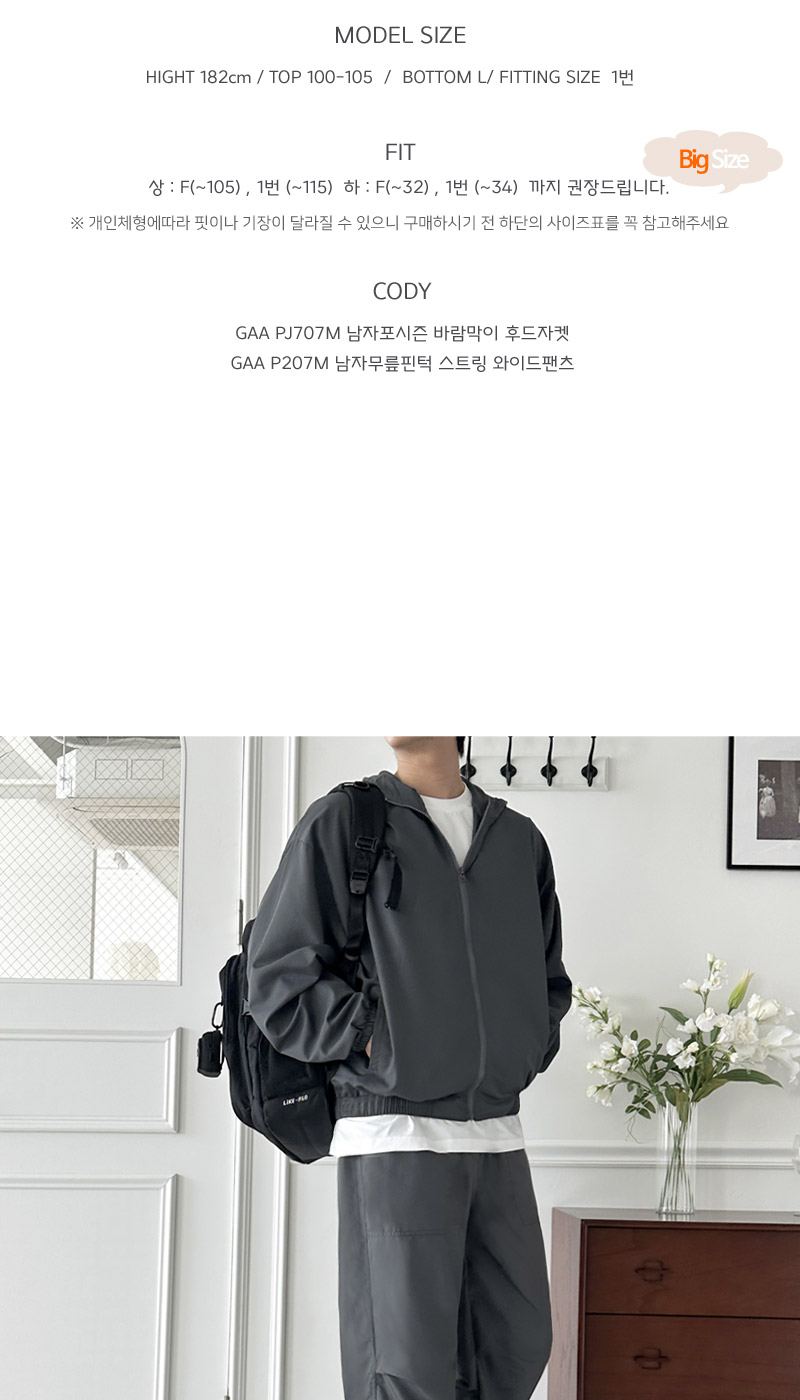 MODEL SIZE
HIGHT 182cm / TOP 100-105 / BOTTOM L/ FITTING SIZE 1번
FIT
Big Size
상 : F(~105) , 1번 (~115) 하 : F(~32) , 1번 (~34) 까지 권장드립니다.
※ 개인체형에따라 핏이나 기장이 달라질 수 있으니 구매하시기 전 하단의 사이즈표를 꼭 참고해주세요
CODY
GAA PJ707M 남자포시즌 바람막이 후드자켓
GAA P207M 남자무릎핀턱 스트링 와이드팬츠